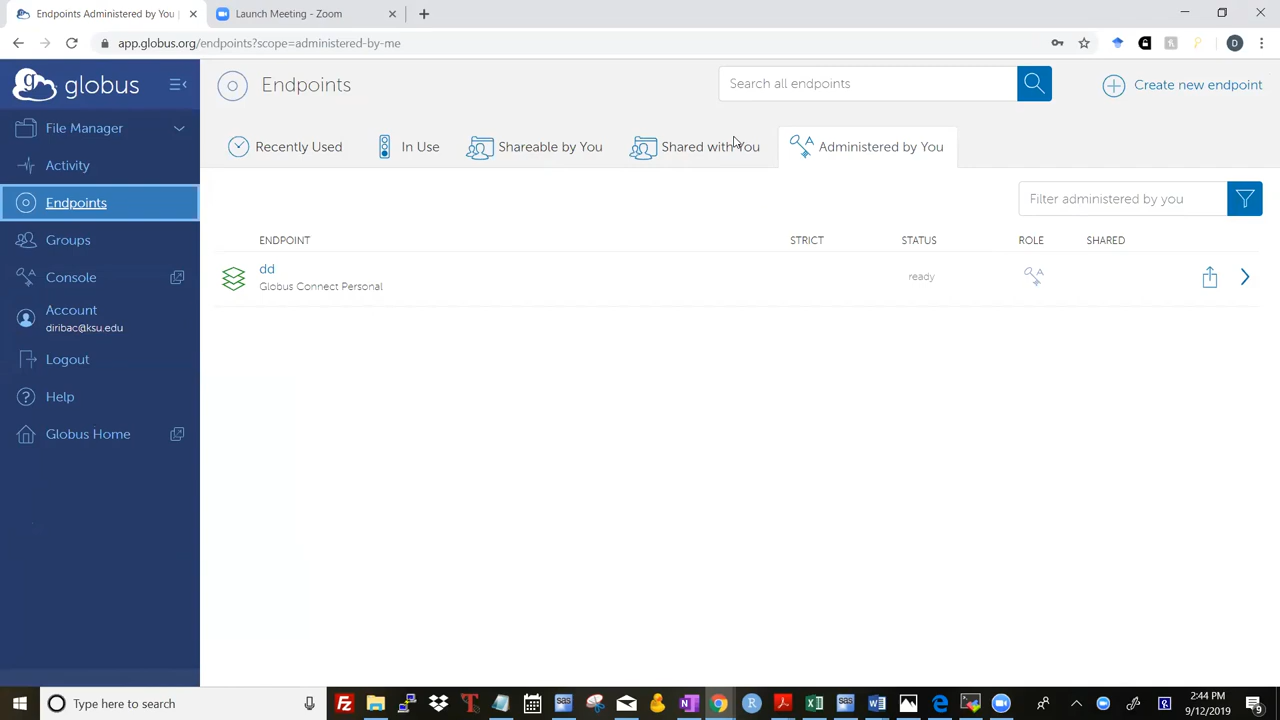 Endpoints Administered by You |
Launch Meeting - Zoom
app.globus.org/endpoints?scope=administered-by-me
D
globus
File Manager
Activity
Endpoints
Groups
Console
Account
diribac@ksu.edu
Logout
Help
Globus Home
Endpoints
Search all endpoints
Create new endpoint
Recently Used
In Use
Shareable by You
Shared with You
Administered by You
Filter administered by you
ENDPOINT STRICT STATUS ROLE SHARED
dd
Globus Connect Personal
ready
Type here to search
2:44 PM
9/12/2019